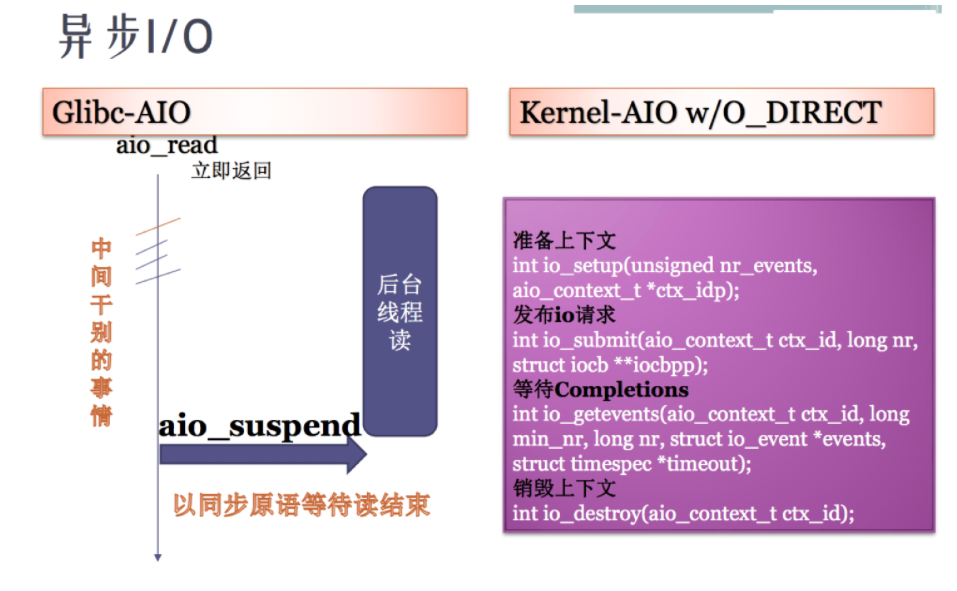 异步I/O
Glibc-AIO
aio_read
立即返回
中
间
干
别
的
事
情
后台
线程
读
aio_suspend
以同步原语等待读结束
Kernel-AIO w/O_DIRECT
准备上下文
int io_setup(unsigned nr_events,
aio_context_t *ctx_idp);
发布io请求
int io_submit(aio_context_t ctx_id, long nr,
struct iocb **iocbpp);
等待Completions
int io_getevents(aio_context_t ctx_id, long
min_nr, long nr, struct io_event *events,
struct timespec *timeout);
销毁上下文
int io_destroy(aio_context_t ctx_id);